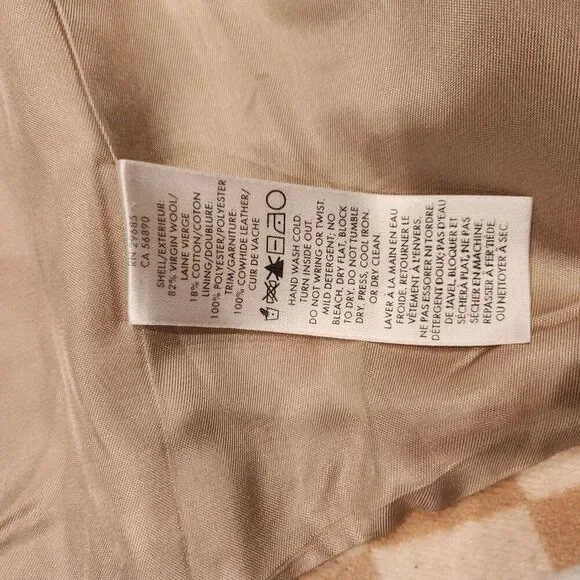 RN 29685
CA 56890
SHELL/EXTERIEUR:
82% VIRGIN WOOL/
LAINE VIERGE
18% COTTON/COTON
LINING/DOUBLURE:
100% POLYESTER/POLYESTER
TRIM/GARNITURE:
100% COWHIDE LEATHER/
CUIR DE VACHE
HAND WASH COLD.
TURN INSIDE OUT.
DO NOT WRING OR TWIST.
MILD DETERGENT; NO
BLEACH, DRY FLAT, BLOCK
TO DRY, DO NOT TUMBLE
DRY. PRESS, COOL IRON.
OR DRY CLEAN.
LAVER À LA MAIN EAU
FROIDE. RETOURNER LE
VÊTEMENT À L'ENVERS.
NE PAS ESSORER NI TORDRE.
DÉTERGENT DOUX; PAS D'EAU
DE JAVEL, BLOQUER ET
SÉCHER À PLAT, NE PAS
SÉCHER EN MACHINE.
REPASSER À FER TIÈDE.
OU NETTOYER À SEC.